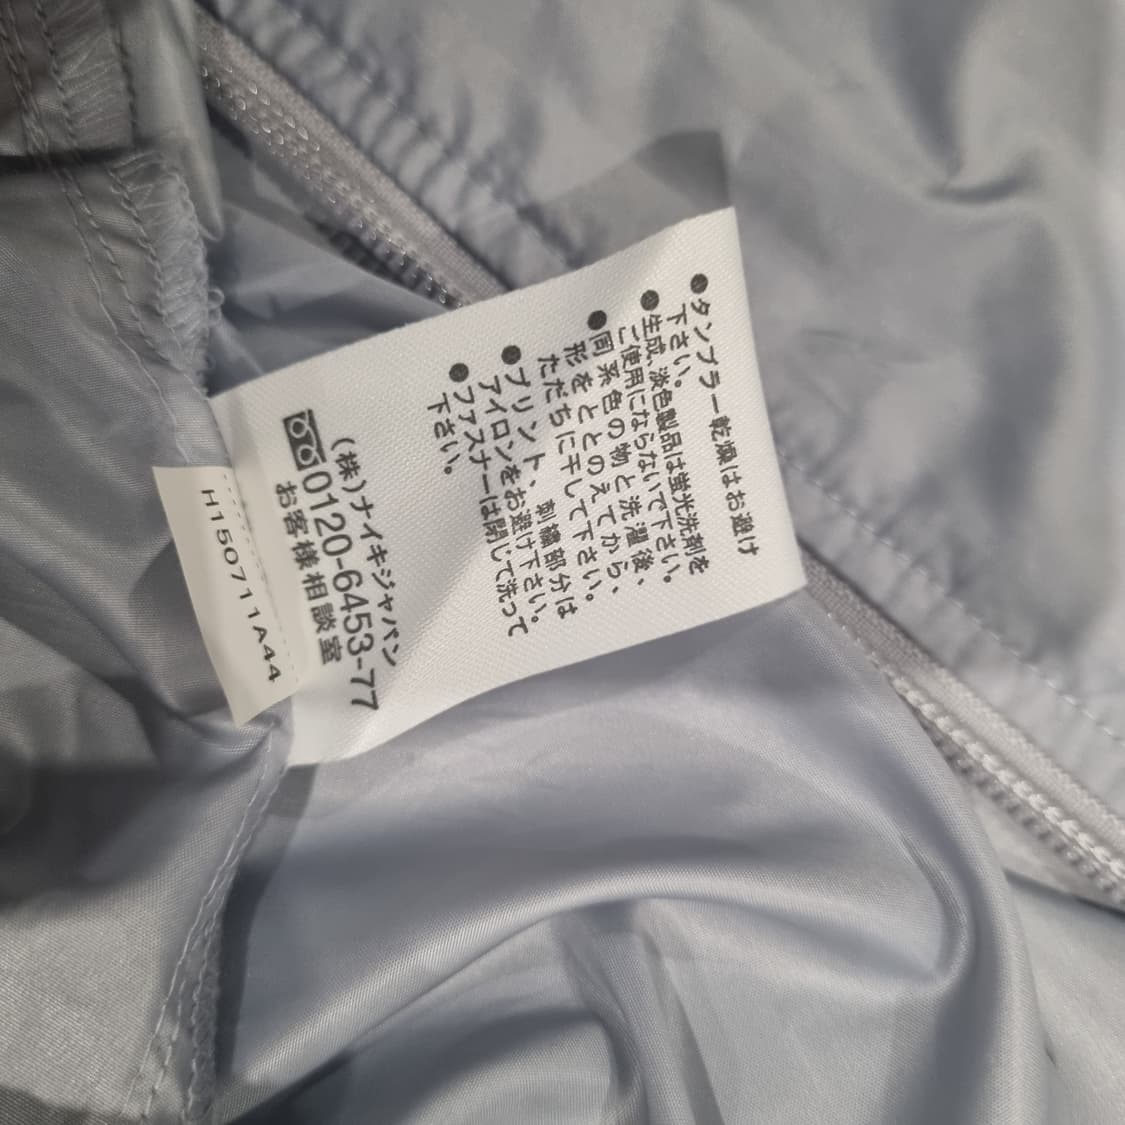 ●タンブラー乾燥はお避け
下さい。
●生成、淡色製品は蛍光洗剤を
ご使用にならないで下さい。
●同系色の物と洗濯後、
形をととのえてから、
ただちに干して下さい。
●プリント、刺繍部分は
アイロンをお避け下さい。
●ファスナーは閉じて洗って
下さい。
(株)ナイキジャパン
0120-6453-77
お客様相談室
H150711A44